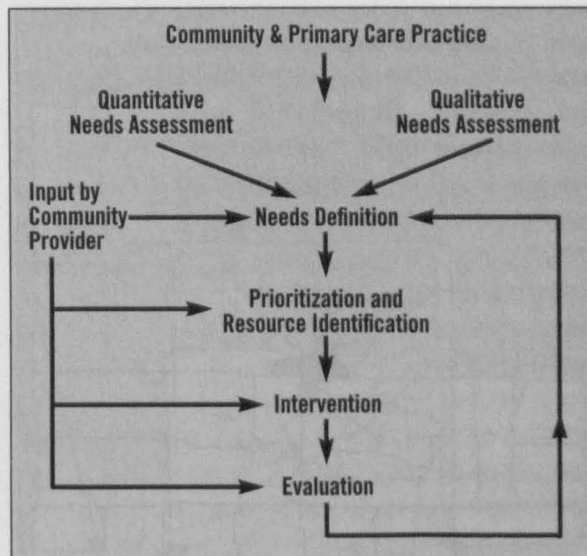 Community & Primary Care Practice
Quantitative
Needs Assessment
Qualitative
Needs Assessment
Input by
Community
Provider
Needs Definition
Prioritization and
Resource Identification
Intervention
Evaluation